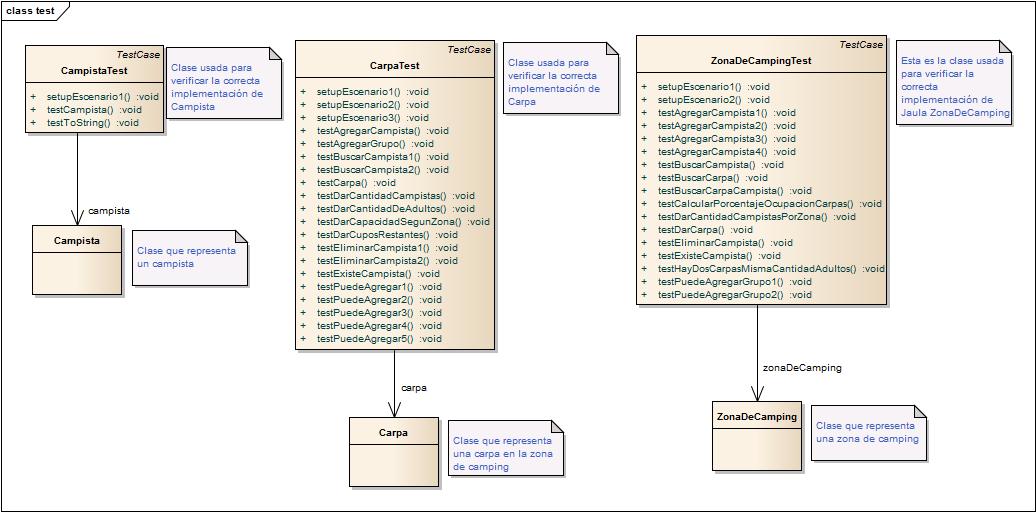 class test
TestCase
CampistaTest
+ setupEscenario1() :void
+ testCampista() :void
+ testToString() :void
Clase usada para
verificar la correcta
implementación de
Campista
campista
Campista
Clase que representa
un campista
TestCase
CarpaTest
+ setupEscenario1() :void
+ setupEscenario2() :void
+ setupEscenario3() :void
+ testAgregarCampista() :void
+ testAgregarGrupo() :void
+ testBuscarCampista1() :void
+ testBuscarCampista2() :void
+ testCarpa() :void
+ testDarCantidadCampistas() :void
+ testDarCantidadDeAdultos() :void
+ testDarCapacidadSegunZona() :void
+ testDarCuposRestantes() :void
+ testEliminarCampista1() :void
+ testEliminarCampista2() :void
+ testExisteCampista() :void
+ testPuedeAgregar1() :void
+ testPuedeAgregar2() :void
+ testPuedeAgregar3() :void
+ testPuedeAgregar4() :void
+ testPuedeAgregar5() :void
Clase usada para
verificar la correcta
implementación de
Carpa
carpa
Carpa
Clase que representa
una carpa en la zona
de camping
TestCase
ZonaDeCampingTest
+ setupEscenario1() :void
+ setupEscenario2() :void
+ testAgregarCampista1() :void
+ testAgregarCampista2() :void
+ testAgregarCampista3() :void
+ testAgregarCampista4() :void
+ testBuscarCampista() :void
+ testBuscarCarpa() :void
+ testBuscarCarpaCampista() :void
+ testCalcularPorcentajeOcupacionCarpas() :void
+ testDarCantidadCampistasPorZona() :void
+ testDarCarpa() :void
+ testEliminarCampista() :void
+ testExisteCampista() :void
+ testHayDosCarpasMismaCantidadAdultos() :void
+ testPuedeAgregarGrupo1() :void
+ testPuedeAgregarGrupo2() :void
Esta es la clase usada
para verificar la
correcta
implementación de
Jaula ZonaDeCamping
zonaDeCamping
ZonaDeCamping
Clase que representa
una zona de camping